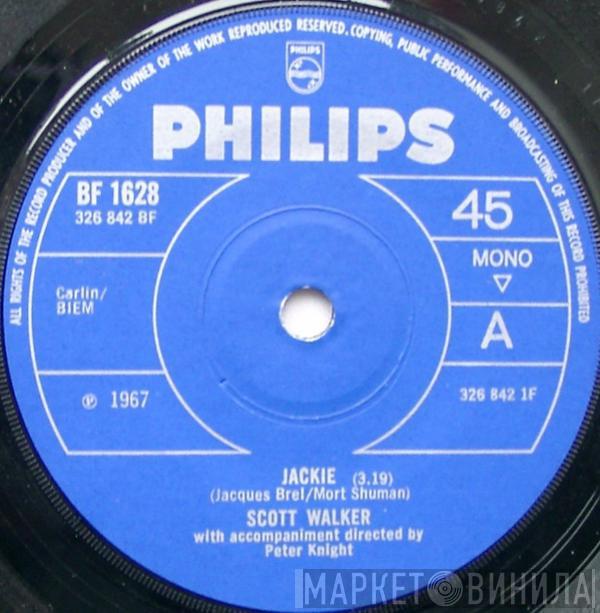 ALL RIGHTS OF THE RECORD PRODUCER AND OF THE OWNER OF THE WORK REPRODUCED RESERVED. COPYING, PUBLIC PERFORMANCE AND BROADCASTING OF THIS RECORD PROHIBITED
PHILIPS
PHILIPS
BF 1628
326 842 BF
45
MONO
Carlin/
BIEM
A
℗ 1967
326 842 1F
JACKIE (3.19)
(Jacques Brel/Mort Shuman)
SCOTT WALKER
with accompaniment directed by
Peter Knight
МАРКЕТ ВИНИЛА